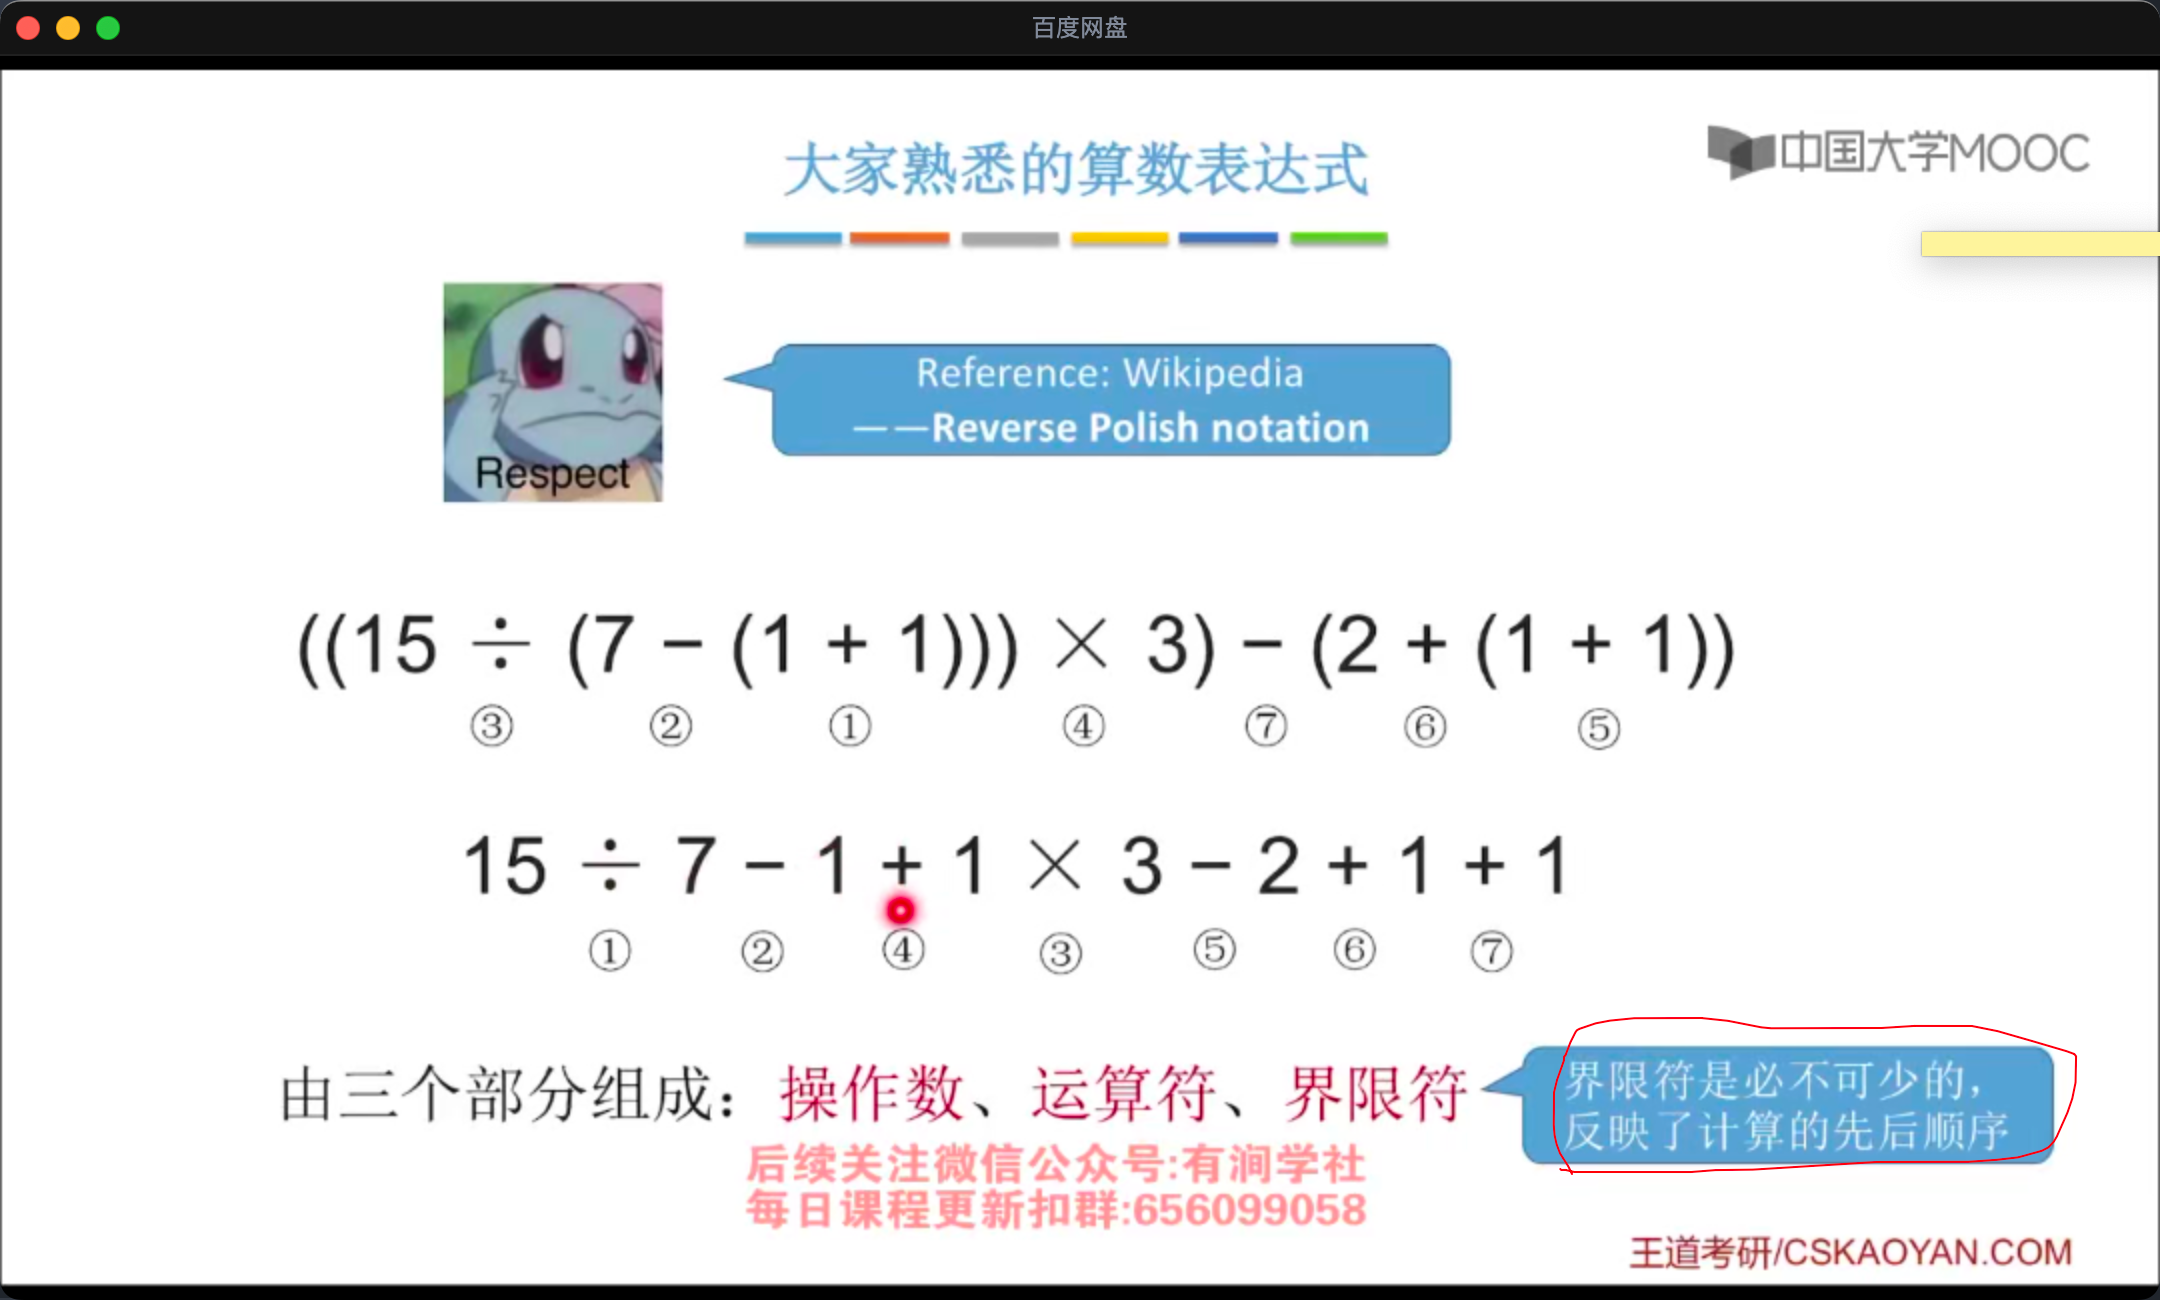 百度网盘
大家熟悉的算数表达式
中国大学MOOC
Reference: Wikipedia
——Reverse Polish notation
Respect
((15 ÷ (7 − (1 + 1))) × 3) − (2 + (1 + 1))
③ ② ① ④ ⑦ ⑥ ⑤
15 ÷ 7 − 1 + 1 × 3 − 2 + 1 + 1
① ② ④ ③ ⑤ ⑥ ⑦
由三个部分组成：操作数、运算符、界限符
界限符是必不可少的，
反映了计算的先后顺序
后续关注微信公众号:有涧学社
每日课程更新扣群:656099058
王道考研/CSKAOYAN.COM